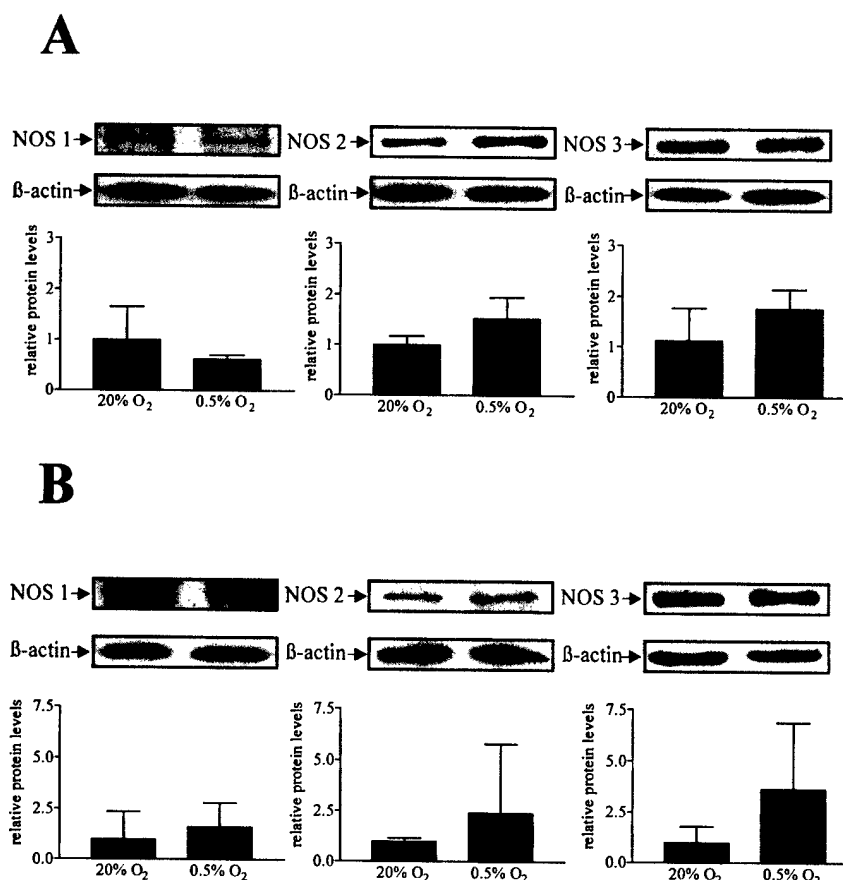 A
NOS 1 NOS 2 NOS 3
ß-actin ß-actin ß-actin
relative protein levels
3
2
1
0
20% O2 0.5% O2
relative protein levels
3
2
1
0
20% O2 0.5% O2
relative protein levels
3
2
1
0
20% O2 0.5% O2
B
NOS 1 NOS 2 NOS 3
ß-actin ß-actin ß-actin
relative protein levels
7.5
5.0
2.5
0.0
20% O2 0.5% O2
relative protein levels
7.5
5.0
2.5
0.0
20% O2 0.5% O2
relative protein levels
7.5
5.0
2.5
0.0
20% O2 0.5% O2